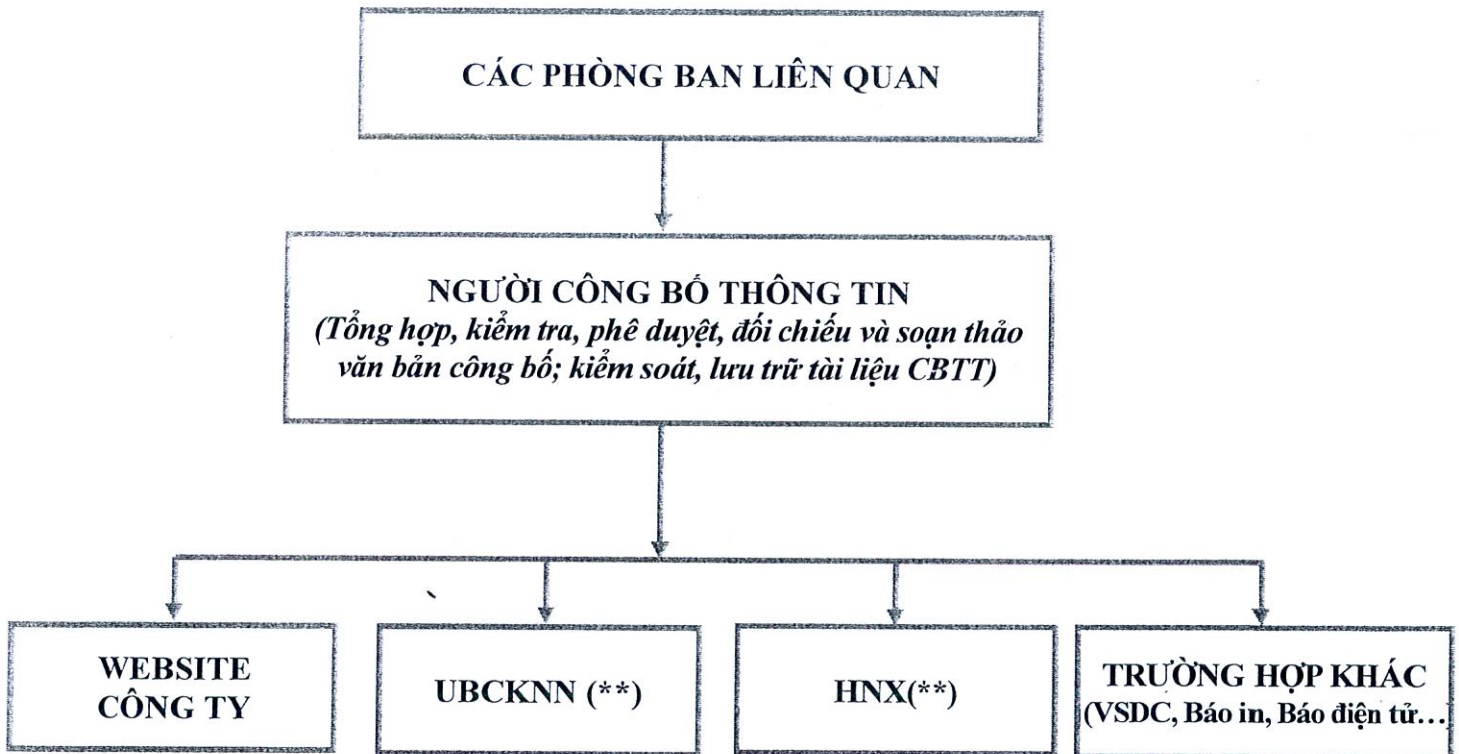 CÁC PHÒNG BAN LIÊN QUAN
NGƯỜI CÔNG BỐ THÔNG TIN
(Tổng hợp, kiểm tra, phê duyệt, đối chiếu và soạn thảo
văn bản công bố; kiểm soát, lưu trữ tài liệu CBTT)
WEBSITE
CÔNG TY
UBCKNN (**)
HNX(**)
TRƯỜNG HỢP KHÁC
(VSDC, Báo in, Báo điện tử…